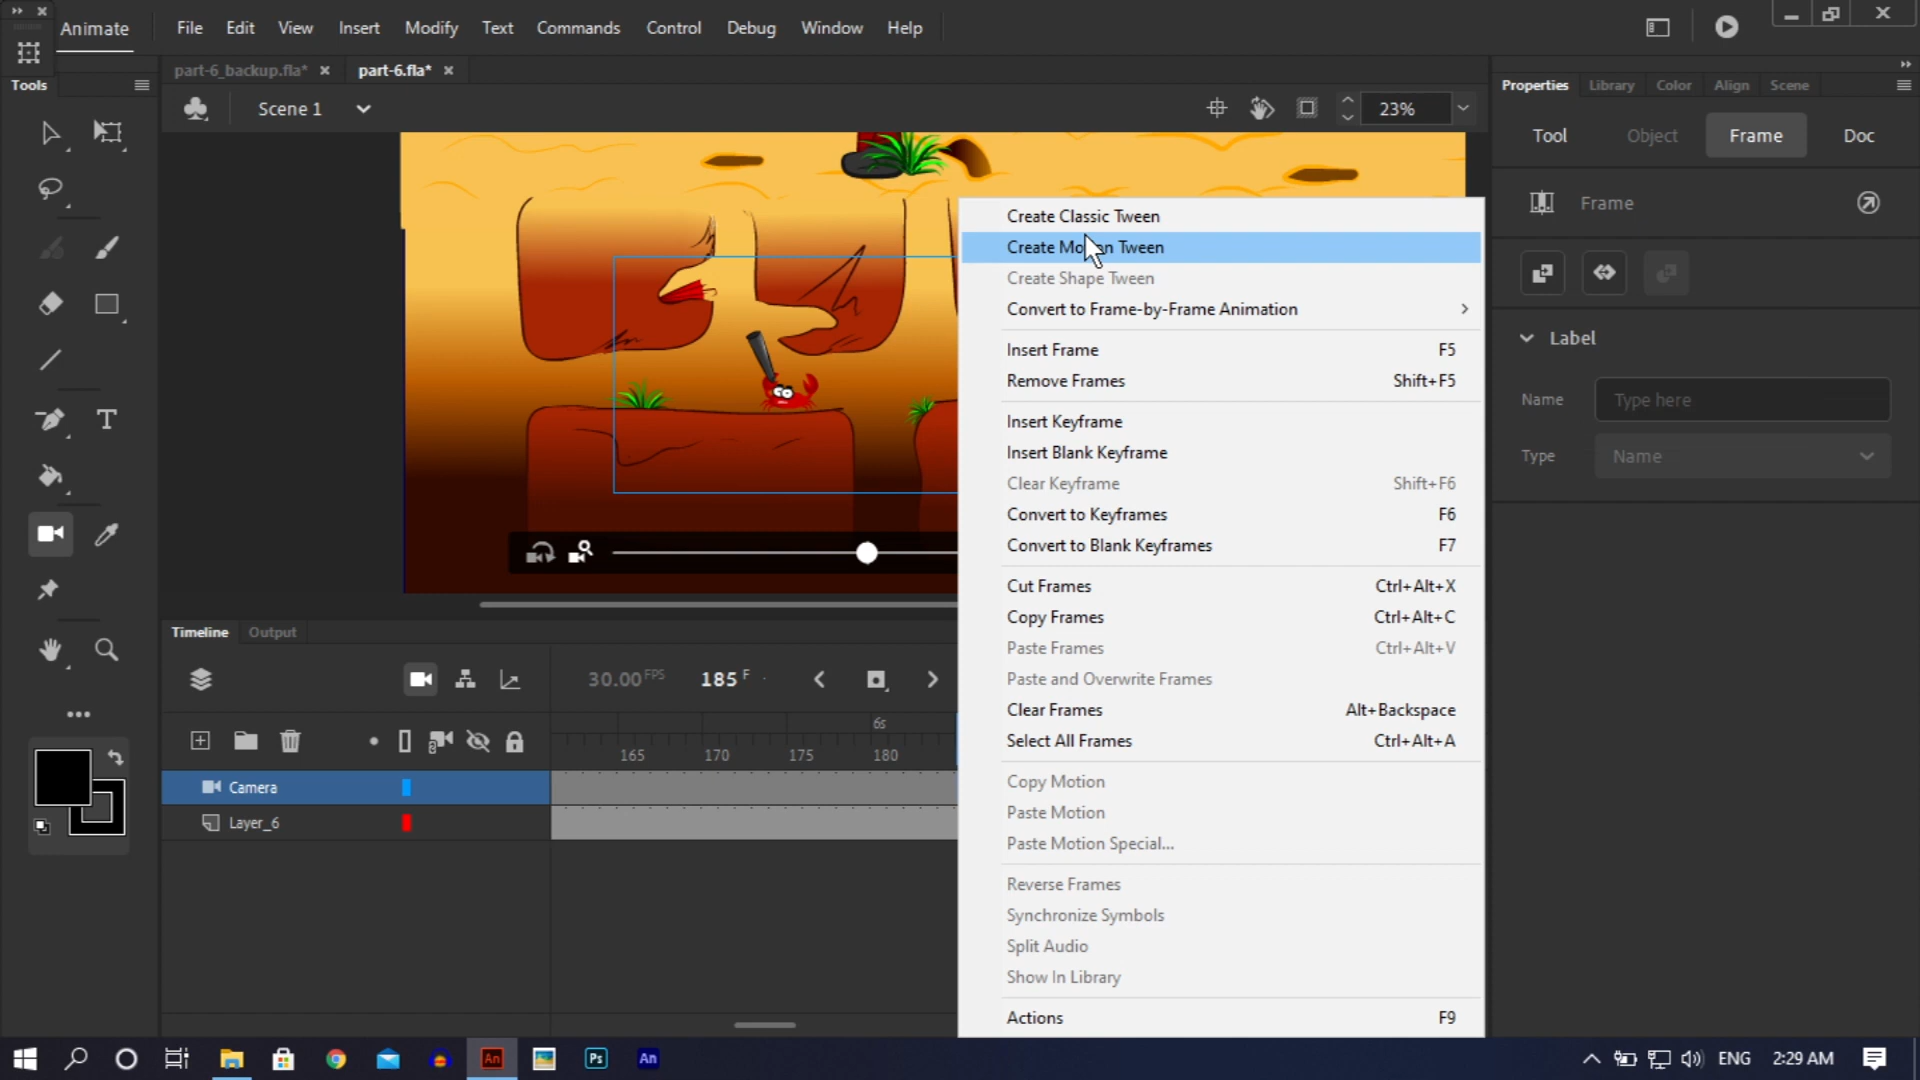 Animate File Edit View Insert Modify Text Commands Control Debug Window Help
part-6_backup.fla* part-6.fla*
Tools
Scene 1
23%
Properties Library Color Align Scene
Tool Object Frame Doc
Frame
Label
Name Type here
Type Name
Create Classic Tween
Create Motion Tween
Create Shape Tween
Convert to Frame-by-Frame Animation
Insert Frame F5
Remove Frames Shift+F5
Insert Keyframe
Insert Blank Keyframe
Clear Keyframe Shift+F6
Convert to Keyframes F6
Convert to Blank Keyframes F7
Cut Frames Ctrl+Alt+X
Copy Frames Ctrl+Alt+C
Paste Frames Ctrl+Alt+V
Paste and Overwrite Frames
Clear Frames Alt+Backspace
Select All Frames Ctrl+Alt+A
Copy Motion
Paste Motion
Paste Motion Special...
Reverse Frames
Synchronize Symbols
Split Audio
Show In Library
Actions F9
T
Timeline Output
30.00 FPS 185 F
6s
165 170 175 180
Camera
Layer_6
An Ps An
ENG 2:29 AM